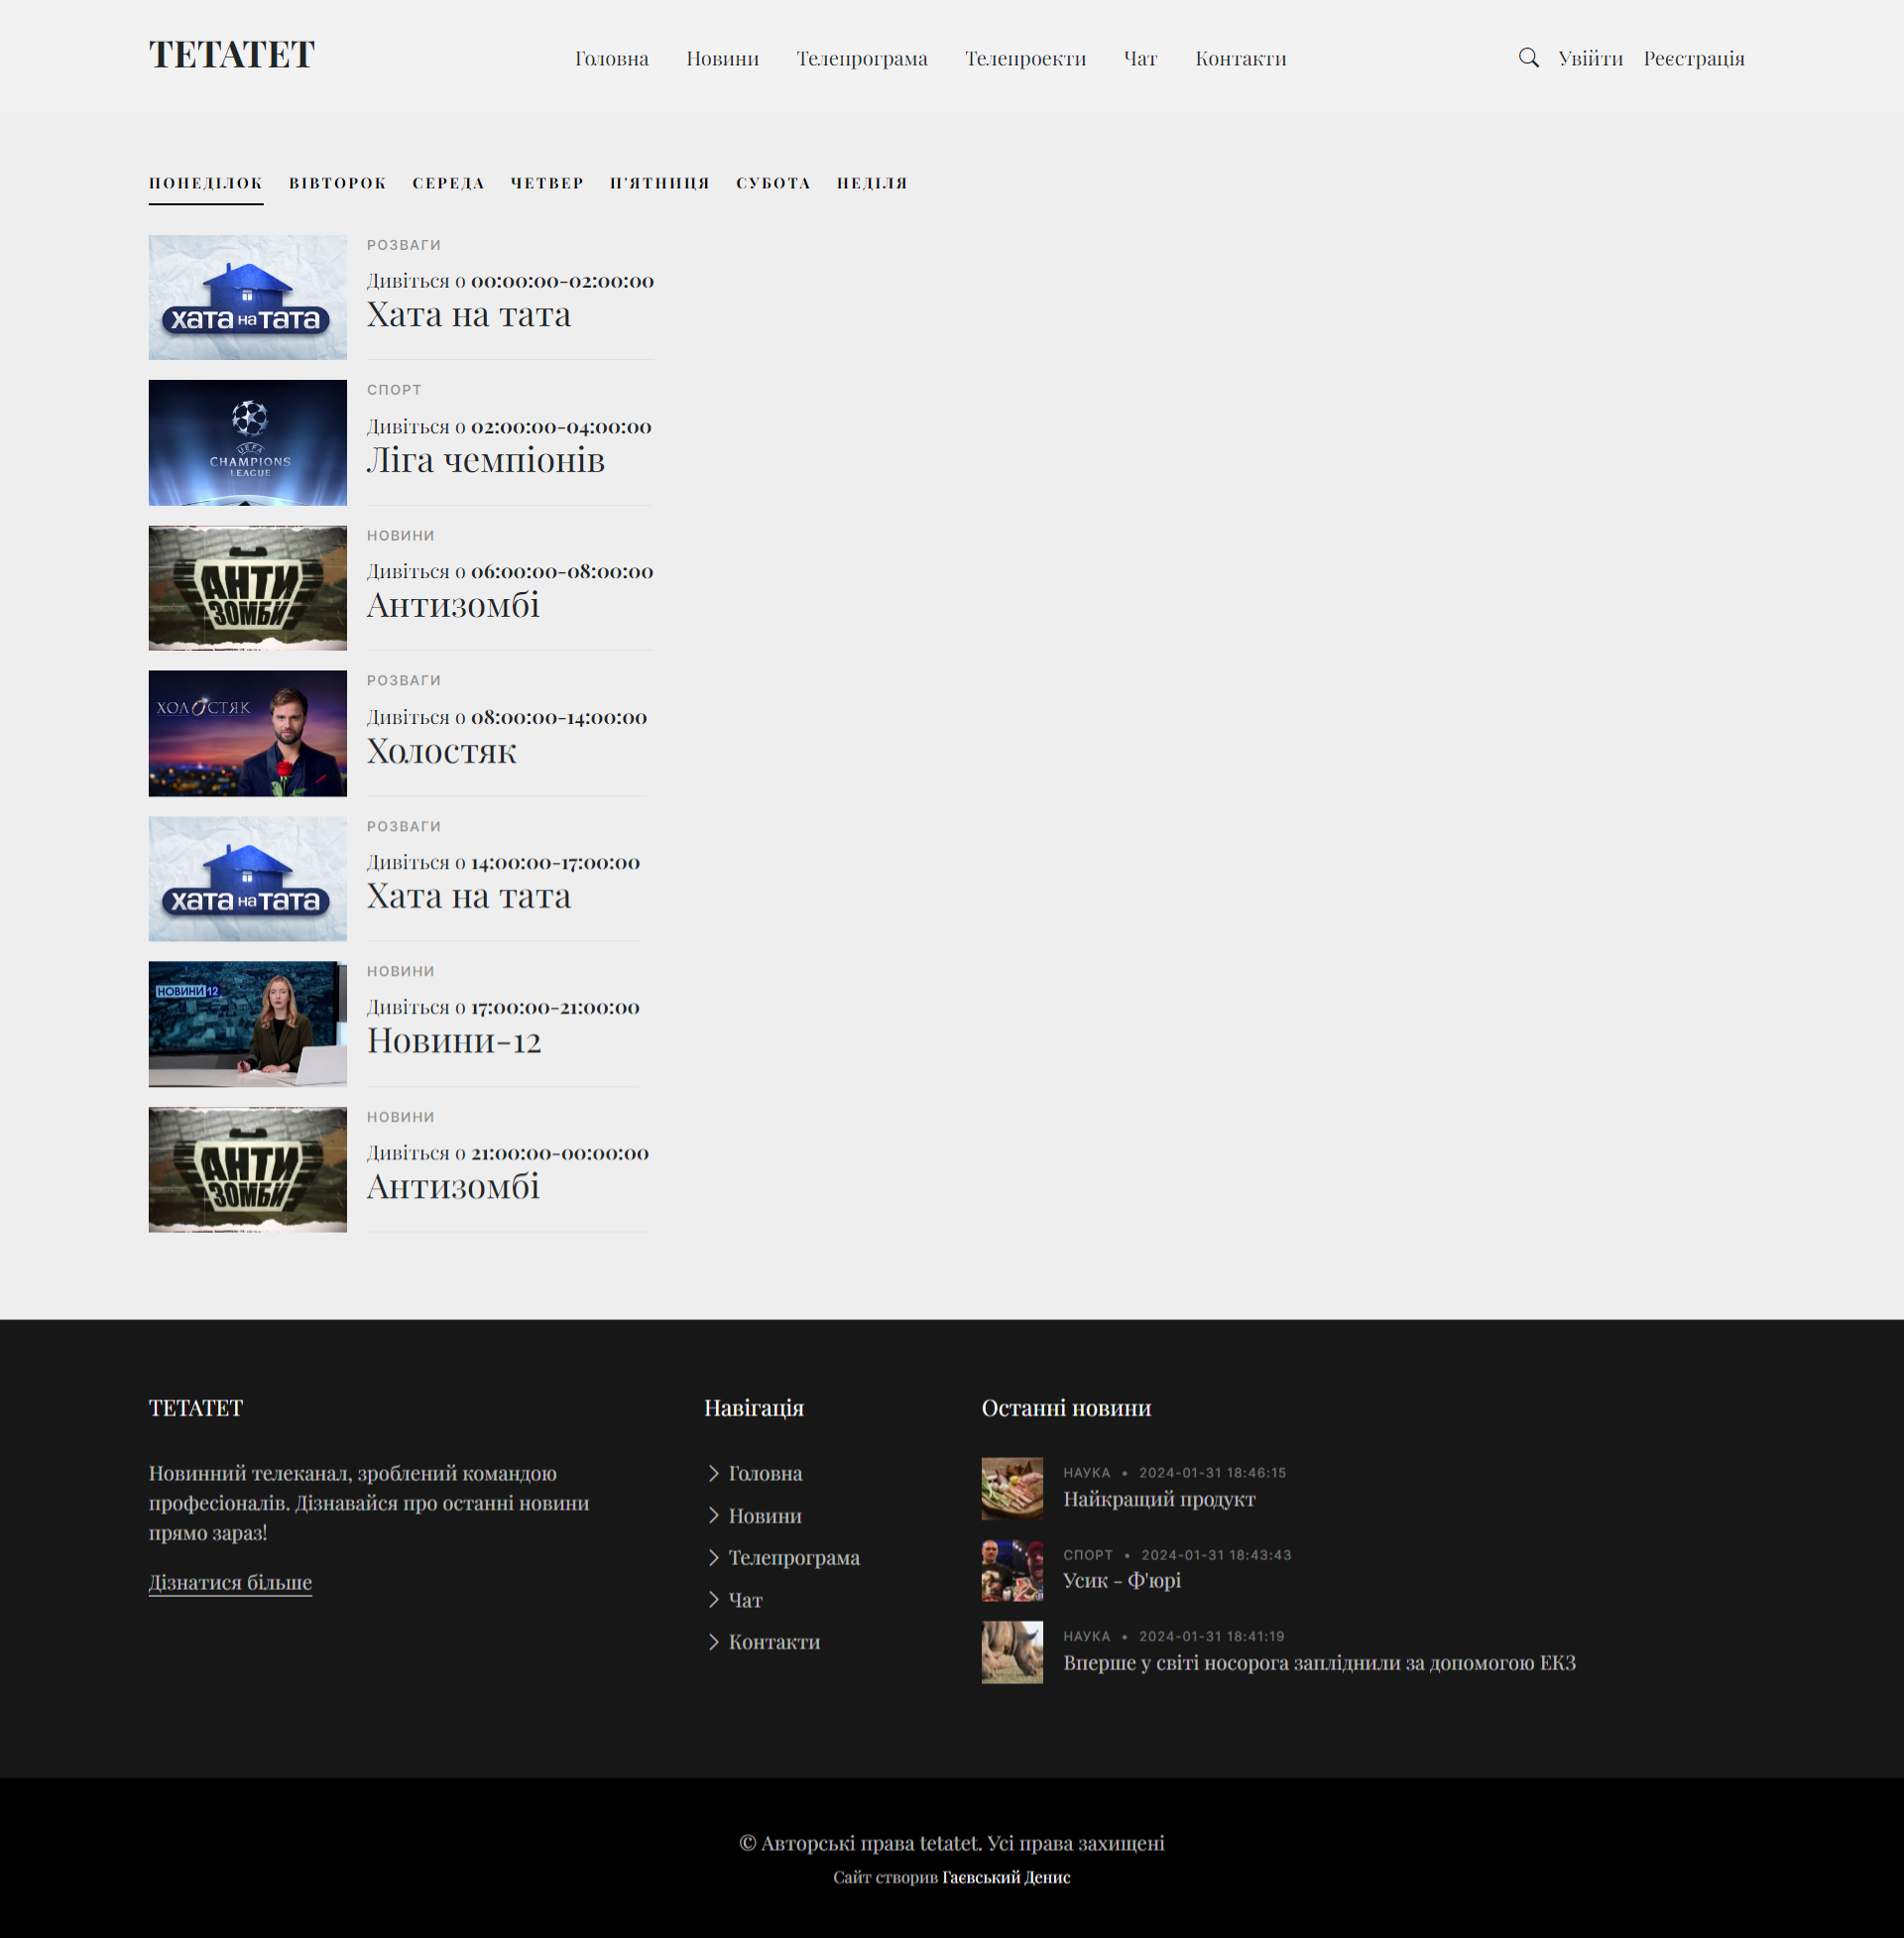 TETATET
Головна Новини Телепрограма Телепроекти Чат Контакти
Увійти Реєстрація
ПОНЕДІЛОК ВІВТОРОК СЕРЕДА ЧЕТВЕР П'ЯТНИЦЯ СУБОТА НЕДІЛЯ
хата на тата
РОЗВАГИ
Дивіться о 00:00:00-02:00:00
Хата на тата
UEFA
CHAMPIONS
LEAGUE
СПОРТ
Дивіться о 02:00:00-04:00:00
Ліга чемпіонів
АНТИ
ЗОМБИ
НОВИНИ
Дивіться о 06:00:00-08:00:00
Антизомбі
ХОЛОСТЯК
РОЗВАГИ
Дивіться о 08:00:00-14:00:00
Холостяк
хата на тата
РОЗВАГИ
Дивіться о 14:00:00-17:00:00
Хата на тата
НОВИНИ 12
НОВИНИ
Дивіться о 17:00:00-21:00:00
Новини-12
АНТИ
ЗОМБИ
НОВИНИ
Дивіться о 21:00:00-00:00:00
Антизомбі
TETATET
Новинний телеканал, зроблений командою
професіоналів. Дізнавайся про останні новини
прямо зараз!
Дізнатися більше
Навігація
Головна
Новини
Телепрограма
Чат
Контакти
Останні новини
НАУКА • 2024-01-31 18:46:15
Найкращий продукт
СПОРТ • 2024-01-31 18:43:43
Усик - Ф'юрі
НАУКА • 2024-01-31 18:41:19
Вперше у світі носорога запліднили за допомогою ЕКЗ
© Авторські права tetatet. Усі права захищені
Сайт створив Гаєвський Денис